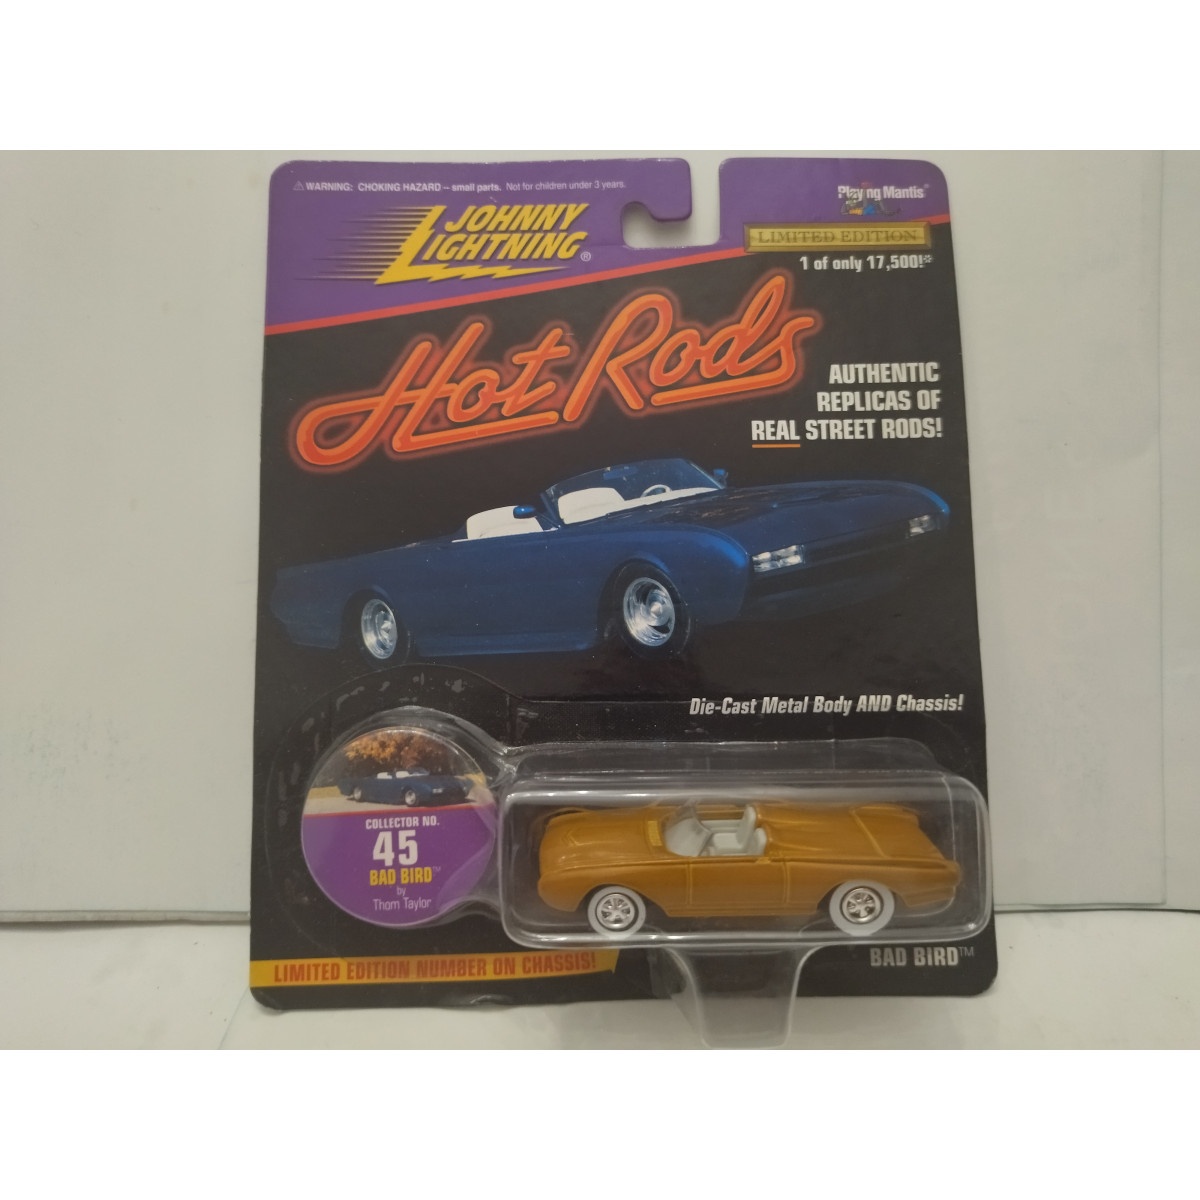 ⚠ WARNING: CHOKING HAZARD – small parts. Not for children under 3 years.
JOHNNY
LIGHTNING®
Playing Mantis®
LIMITED EDITION
1 of only 17,500!*
Hot Rods
AUTHENTIC
REPLICAS OF
REAL STREET RODS!
Die-Cast Metal Body AND Chassis!
COLLECTOR NO.
45
BAD BIRD™
by
Thom Taylor
LIMITED EDITION NUMBER ON CHASSIS!
BAD BIRD™